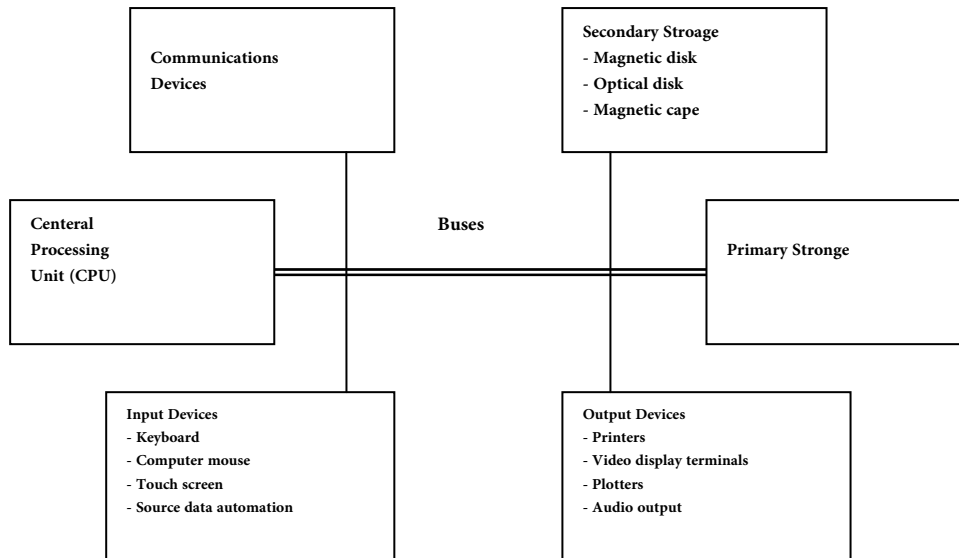 Communications
Devices
Secondary Stroage
- Magnetic disk
- Optical disk
- Magnetic cape
Centeral
Processing
Unit (CPU)
Buses
Primary Stronge
Input Devices
- Keyboard
- Computer mouse
- Touch screen
- Source data automation
Output Devices
- Printers
- Video display terminals
- Plotters
- Audio output